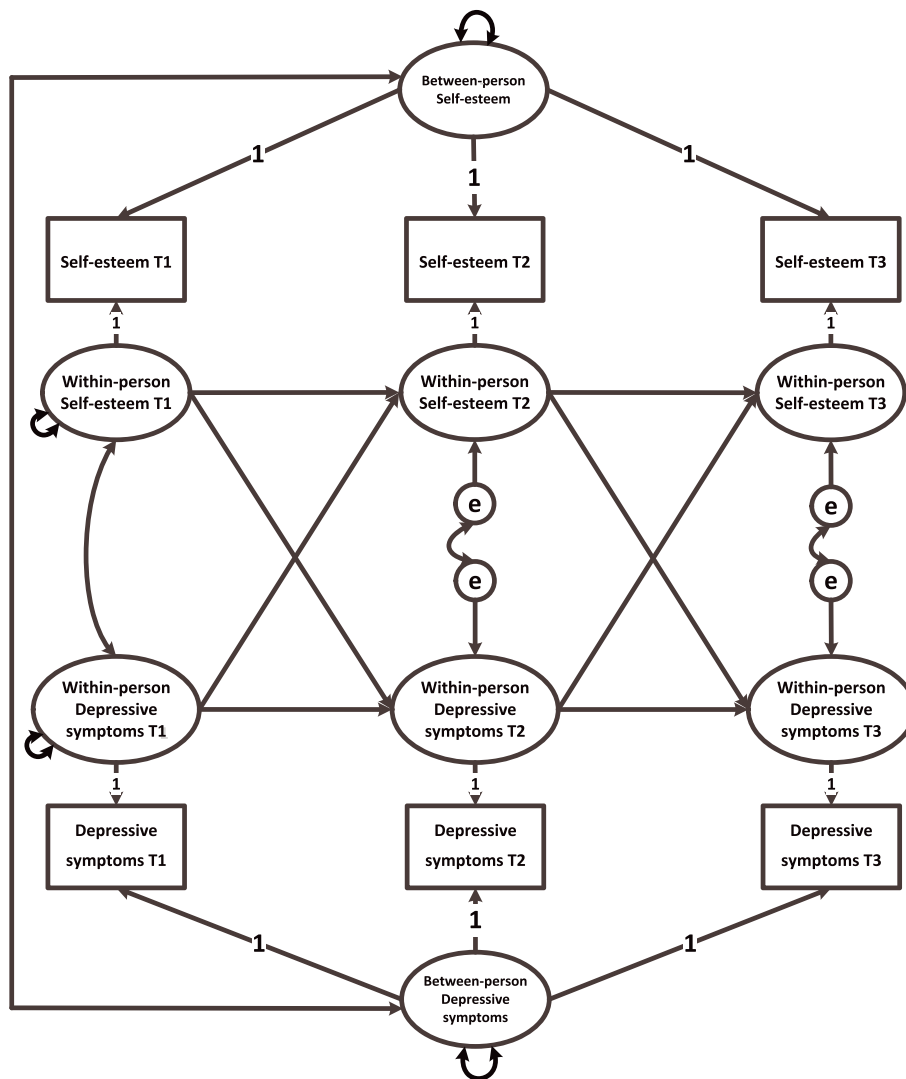 Between-person
Self-esteem
1
1
1
Self-esteem T1
Self-esteem T2
Self-esteem T3
1
1
1
Within-person
Self-esteem T1
Within-person
Self-esteem T2
Within-person
Self-esteem T3
e
e
e
e
Within-person
Depressive
symptoms T1
Within-person
Depressive
symptoms T2
Within-person
Depressive
symptoms T3
1
1
1
Depressive
symptoms T1
Depressive
symptoms T2
Depressive
symptoms T3
1
1
1
Between-person
Depressive
symptoms